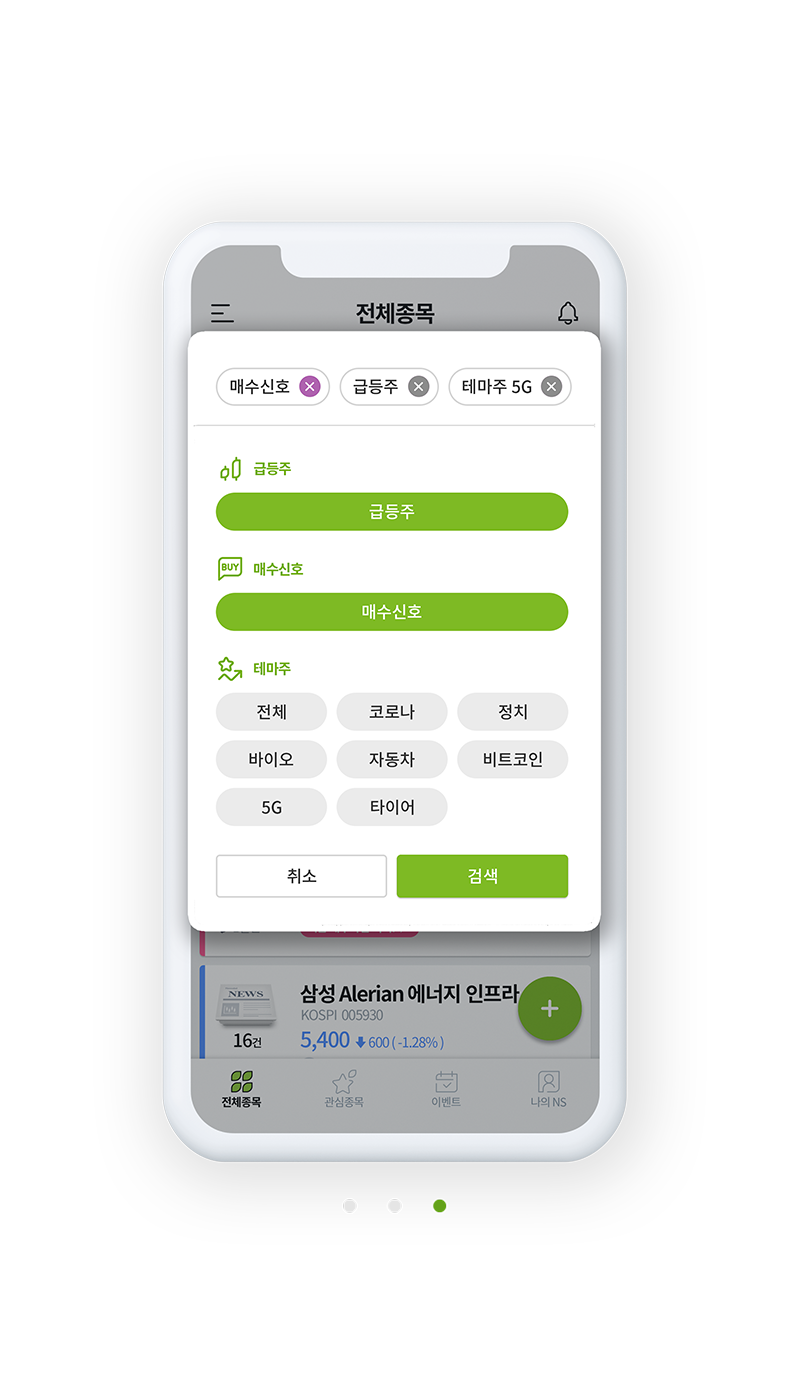 전체종목
매수신호 급등주 테마주 5G
급등주
급등주
BUY 매수신호
매수신호
테마주
전체 코로나 정치
바이오 자동차 비트코인
5G 타이어
취소 검색
NEWS 삼성 Alerian 에너지 인프라
KOSPI 005930
16건 5,400 600 ( -1.28% )
전체종목 관심종목 이벤트 나의 NS